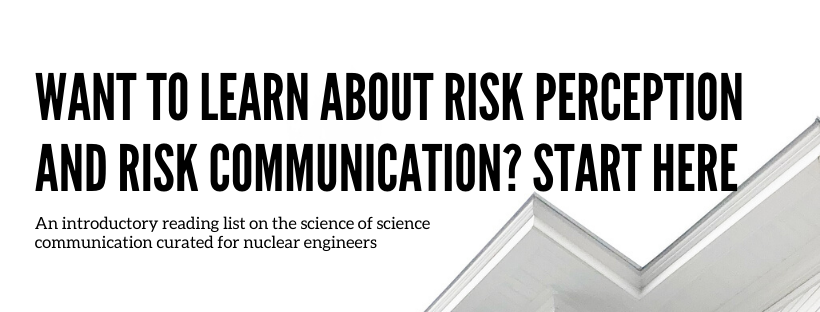 WANT TO LEARN ABOUT RISK PERCEPTION
AND RISK COMMUNICATION? START HERE
An introductory reading list on the science of science
communication curated for nuclear engineers